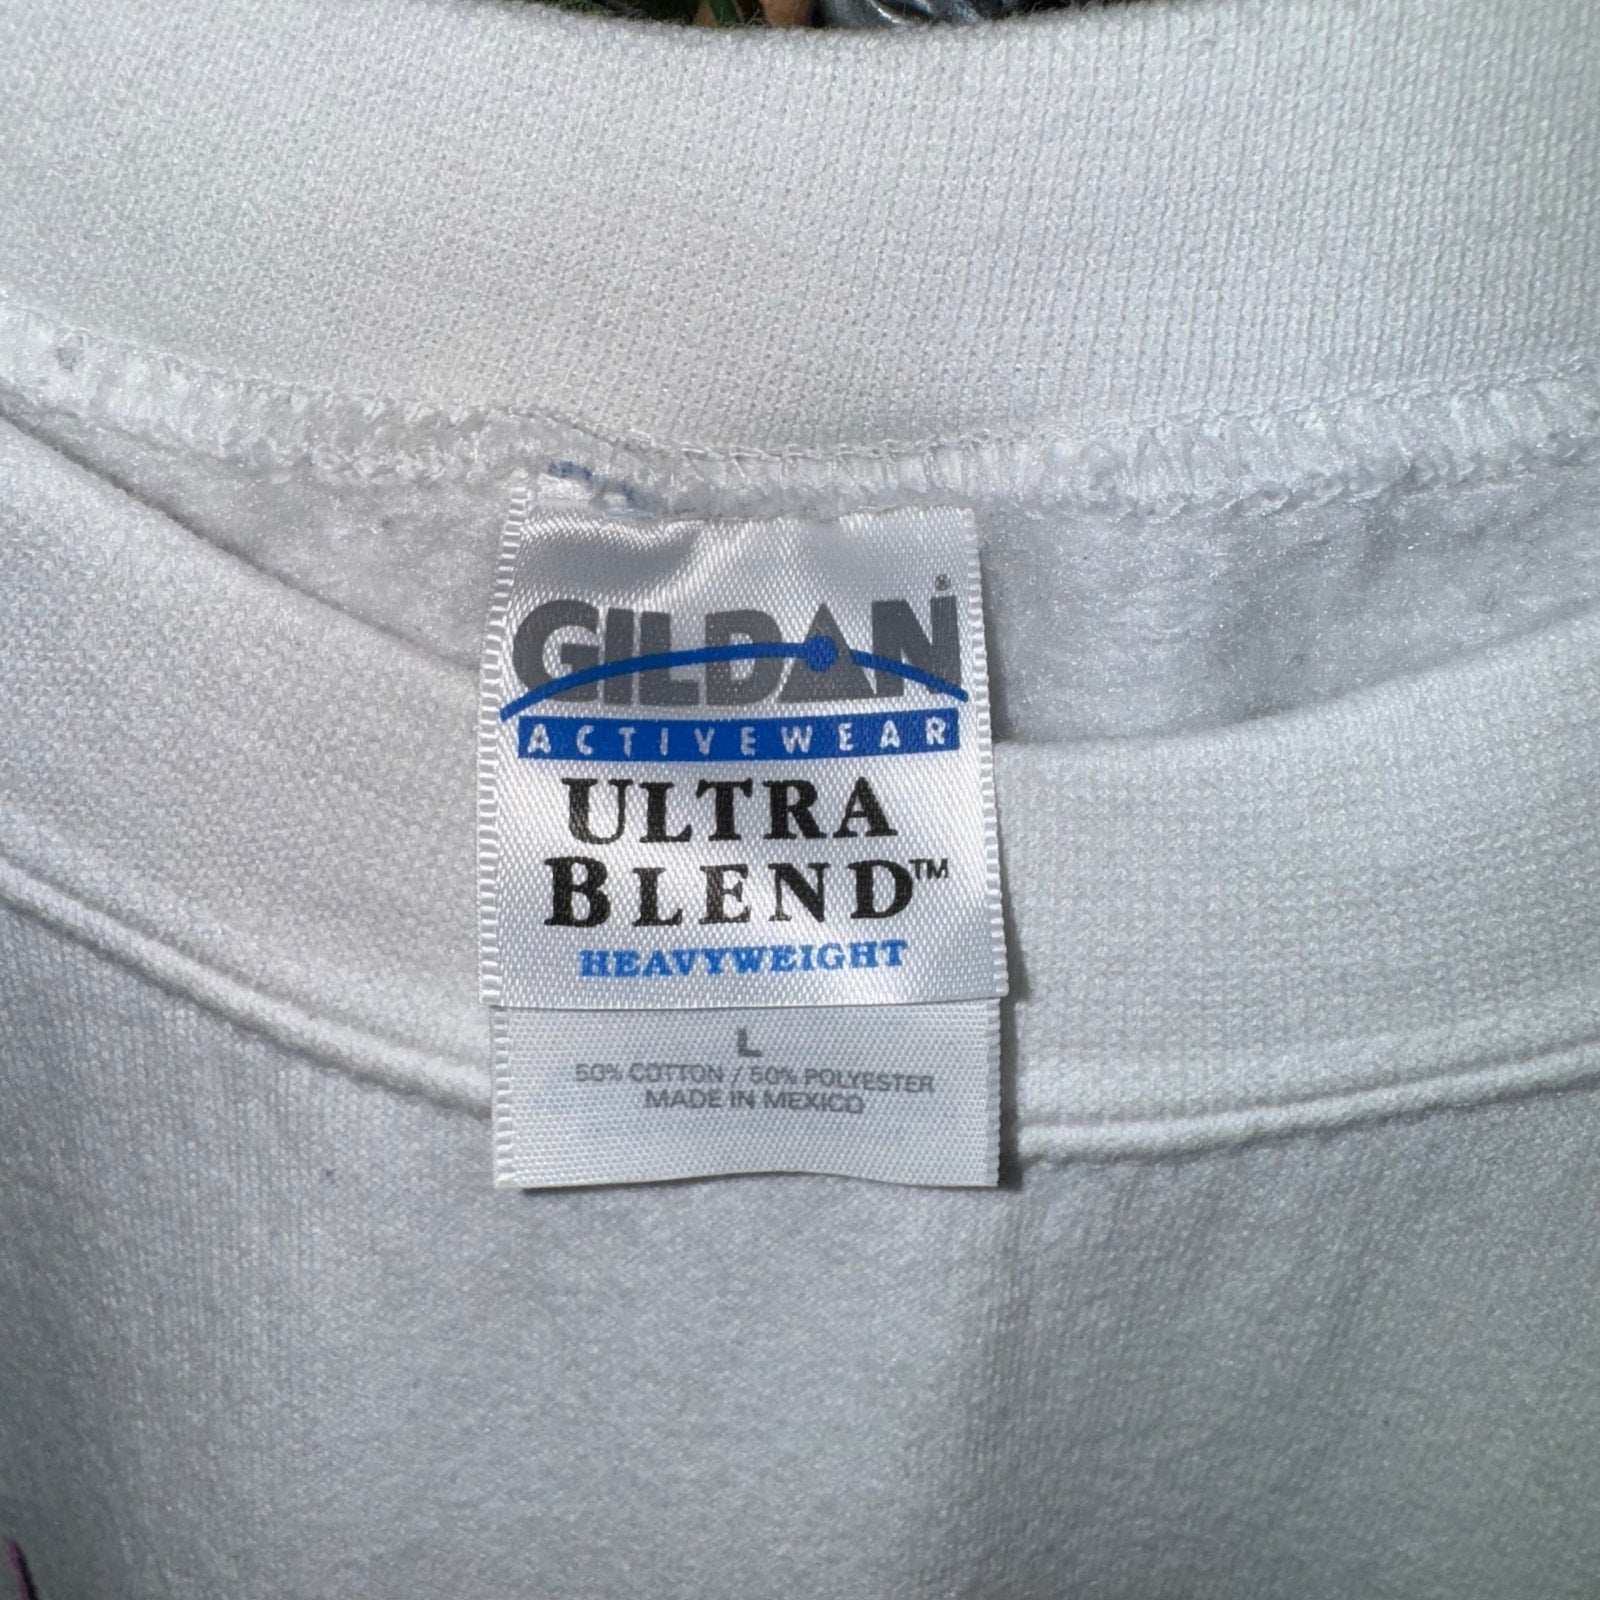 GILDAN®
ACTIVEWEAR
ULTRA
BLEND™
HEAVYWEIGHT
L
50% COTTON / 50% POLYESTER
MADE IN MEXICO